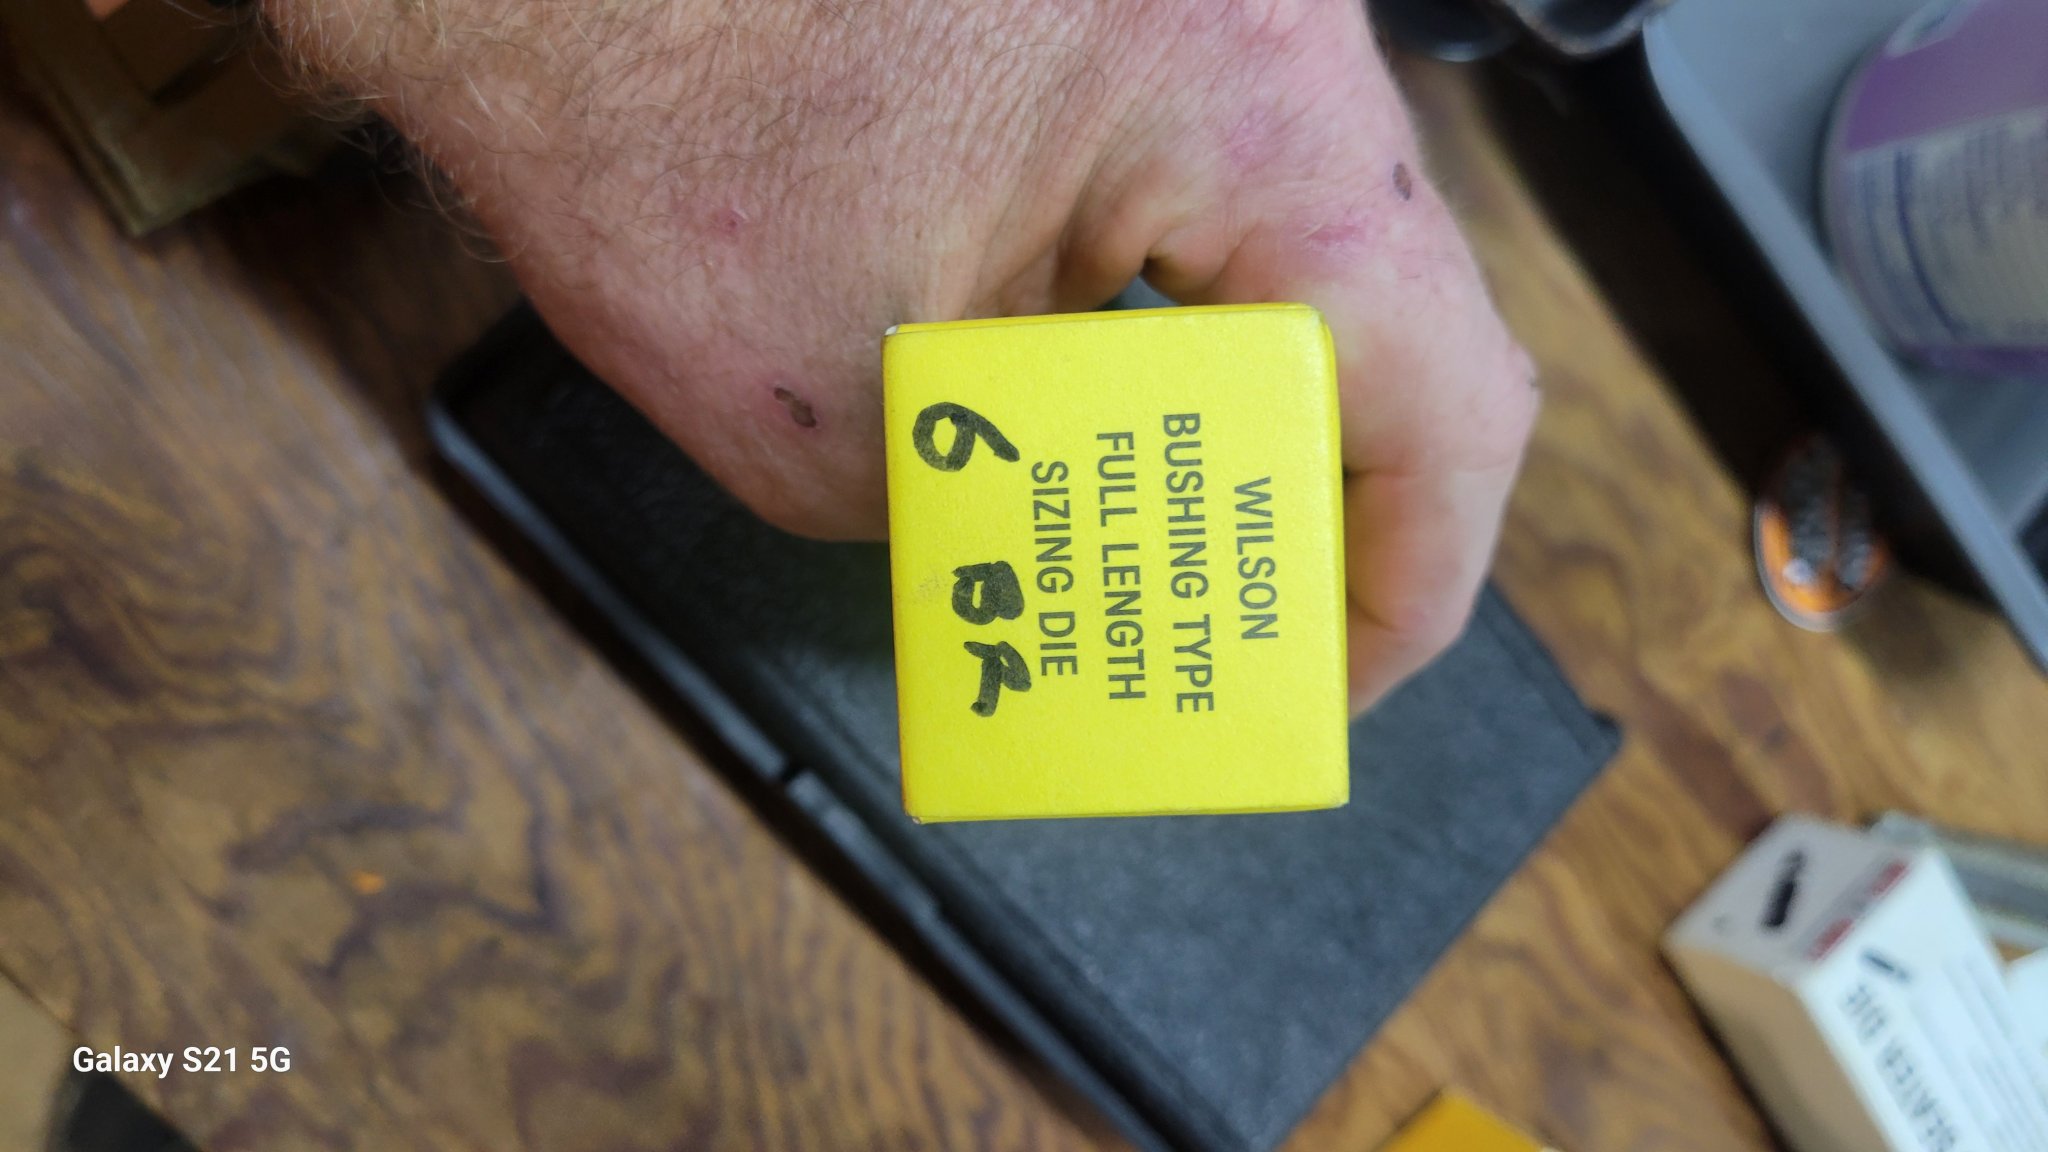 WILSON
BUSHING TYPE
FULL LENGTH
SIZING DIE
6 BR
Galaxy S21 5G